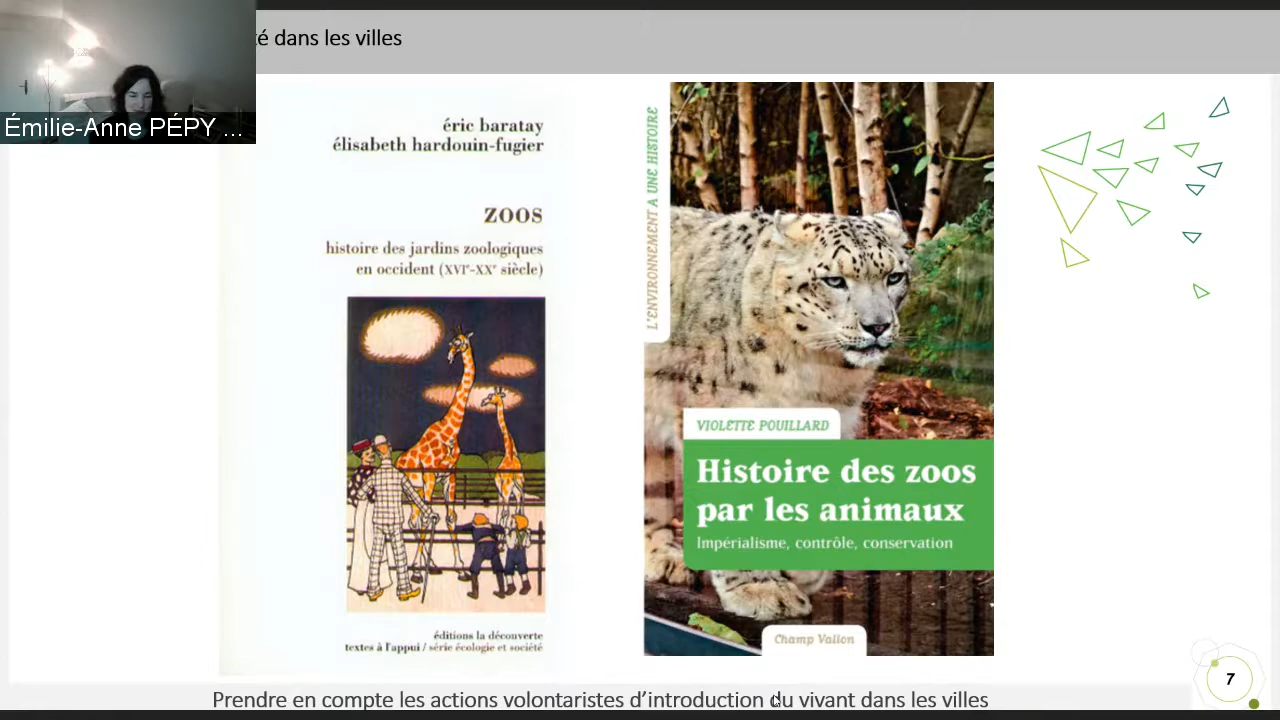 té dans les villes
Émilie-Anne PÉPY ...
éric baratay
élisabeth hardouin-fugier
ZOOS
histoire des jardins zoologiques
en occident (XVIe-XXe siècle)
éditions la découverte
textes à l'appui / série écologie et société
L'ENVIRONNEMENT A UNE HISTOIRE
VIOLETTE POUILLARD
Histoire des zoos
par les animaux
Impérialisme, contrôle, conservation
Champ Vallon
Prendre en compte les actions volontaristes d'introduction du vivant dans les villes
7